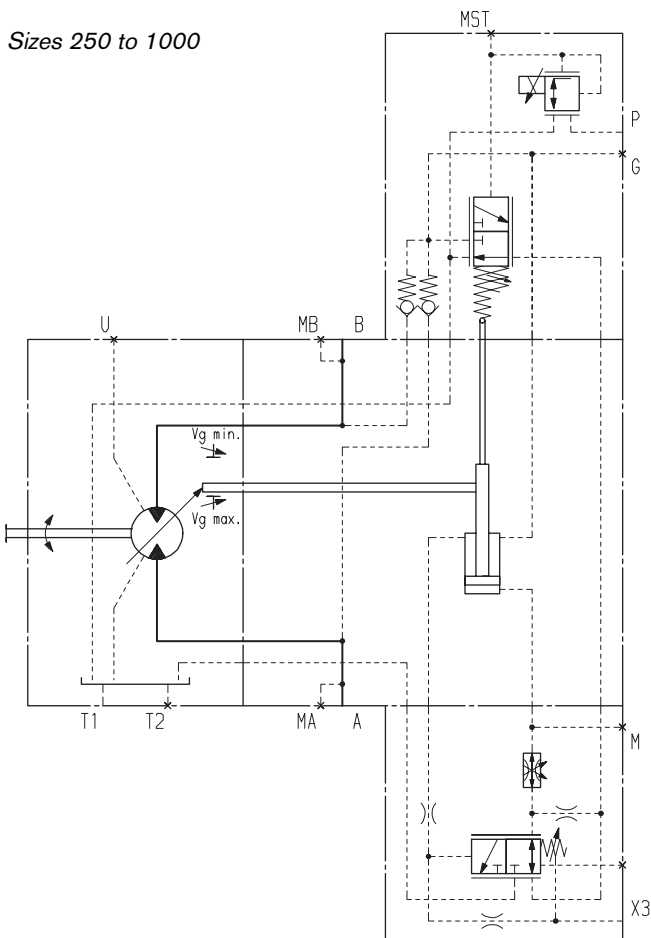 Sizes 250 to 1000
MST
P
G
U
MB
B
Vg min.
Vg max.
T1
T2
MA
A
M
X3